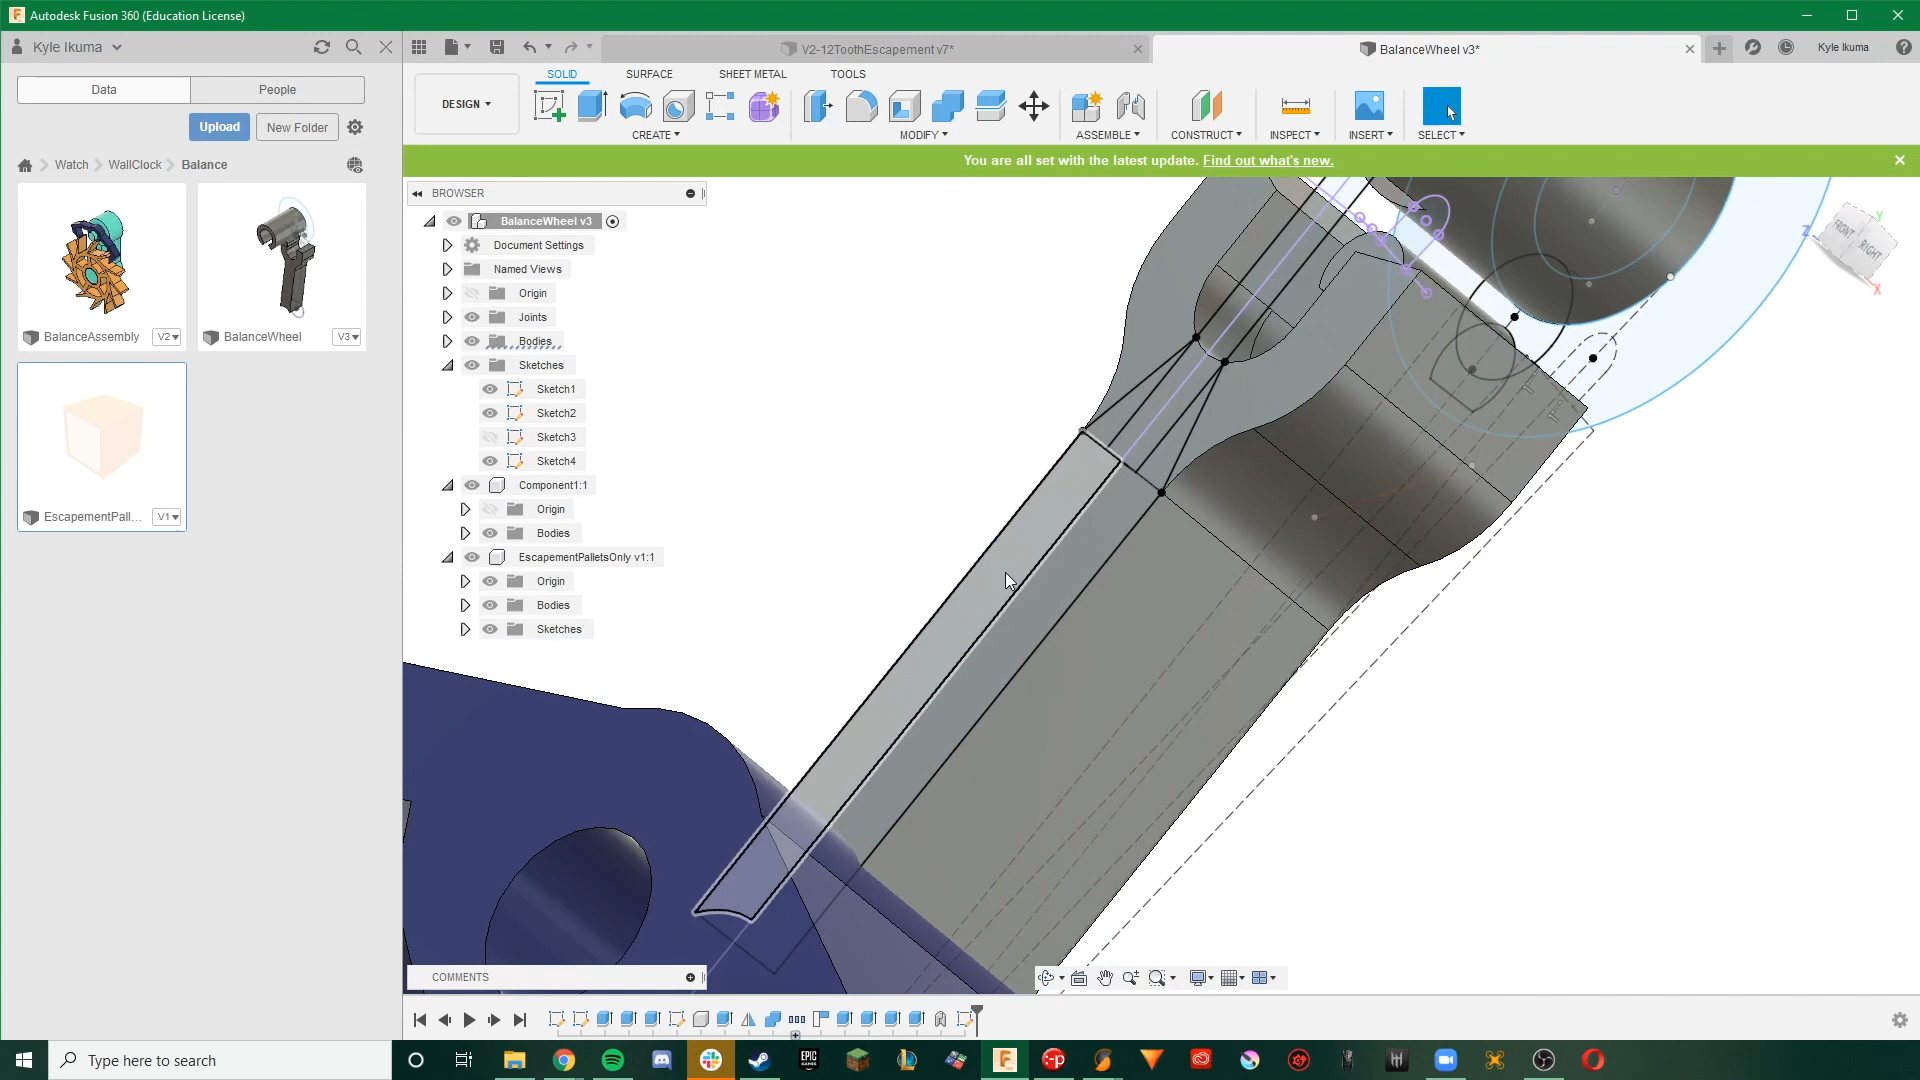 Autodesk Fusion 360 (Education License)
Kyle Ikuma
V2-12ToothEscapement v7*
BalanceWheel v3*
Kyle Ikuma
Data
People
SOLID
SURFACE
SHEET METAL
TOOLS
DESIGN
Upload
New Folder
CREATE
MODIFY
ASSEMBLE
CONSTRUCT
INSPECT
INSERT
SELECT
Watch
WallClock
Balance
You are all set with the latest update. Find out what's new.
BROWSER
BalanceWheel v3
Document Settings
Named Views
Origin
Joints
Bodies
Sketches
Sketch1
Sketch2
Sketch3
Sketch4
Component1:1
Origin
Bodies
EscapementPalletsOnly v1:1
Origin
Bodies
Sketches
BalanceAssembly
V2
BalanceWheel
V3
EscapementPall...
V1
FRONT
RIGHT
Z
Y
X
COMMENTS
Type here to search